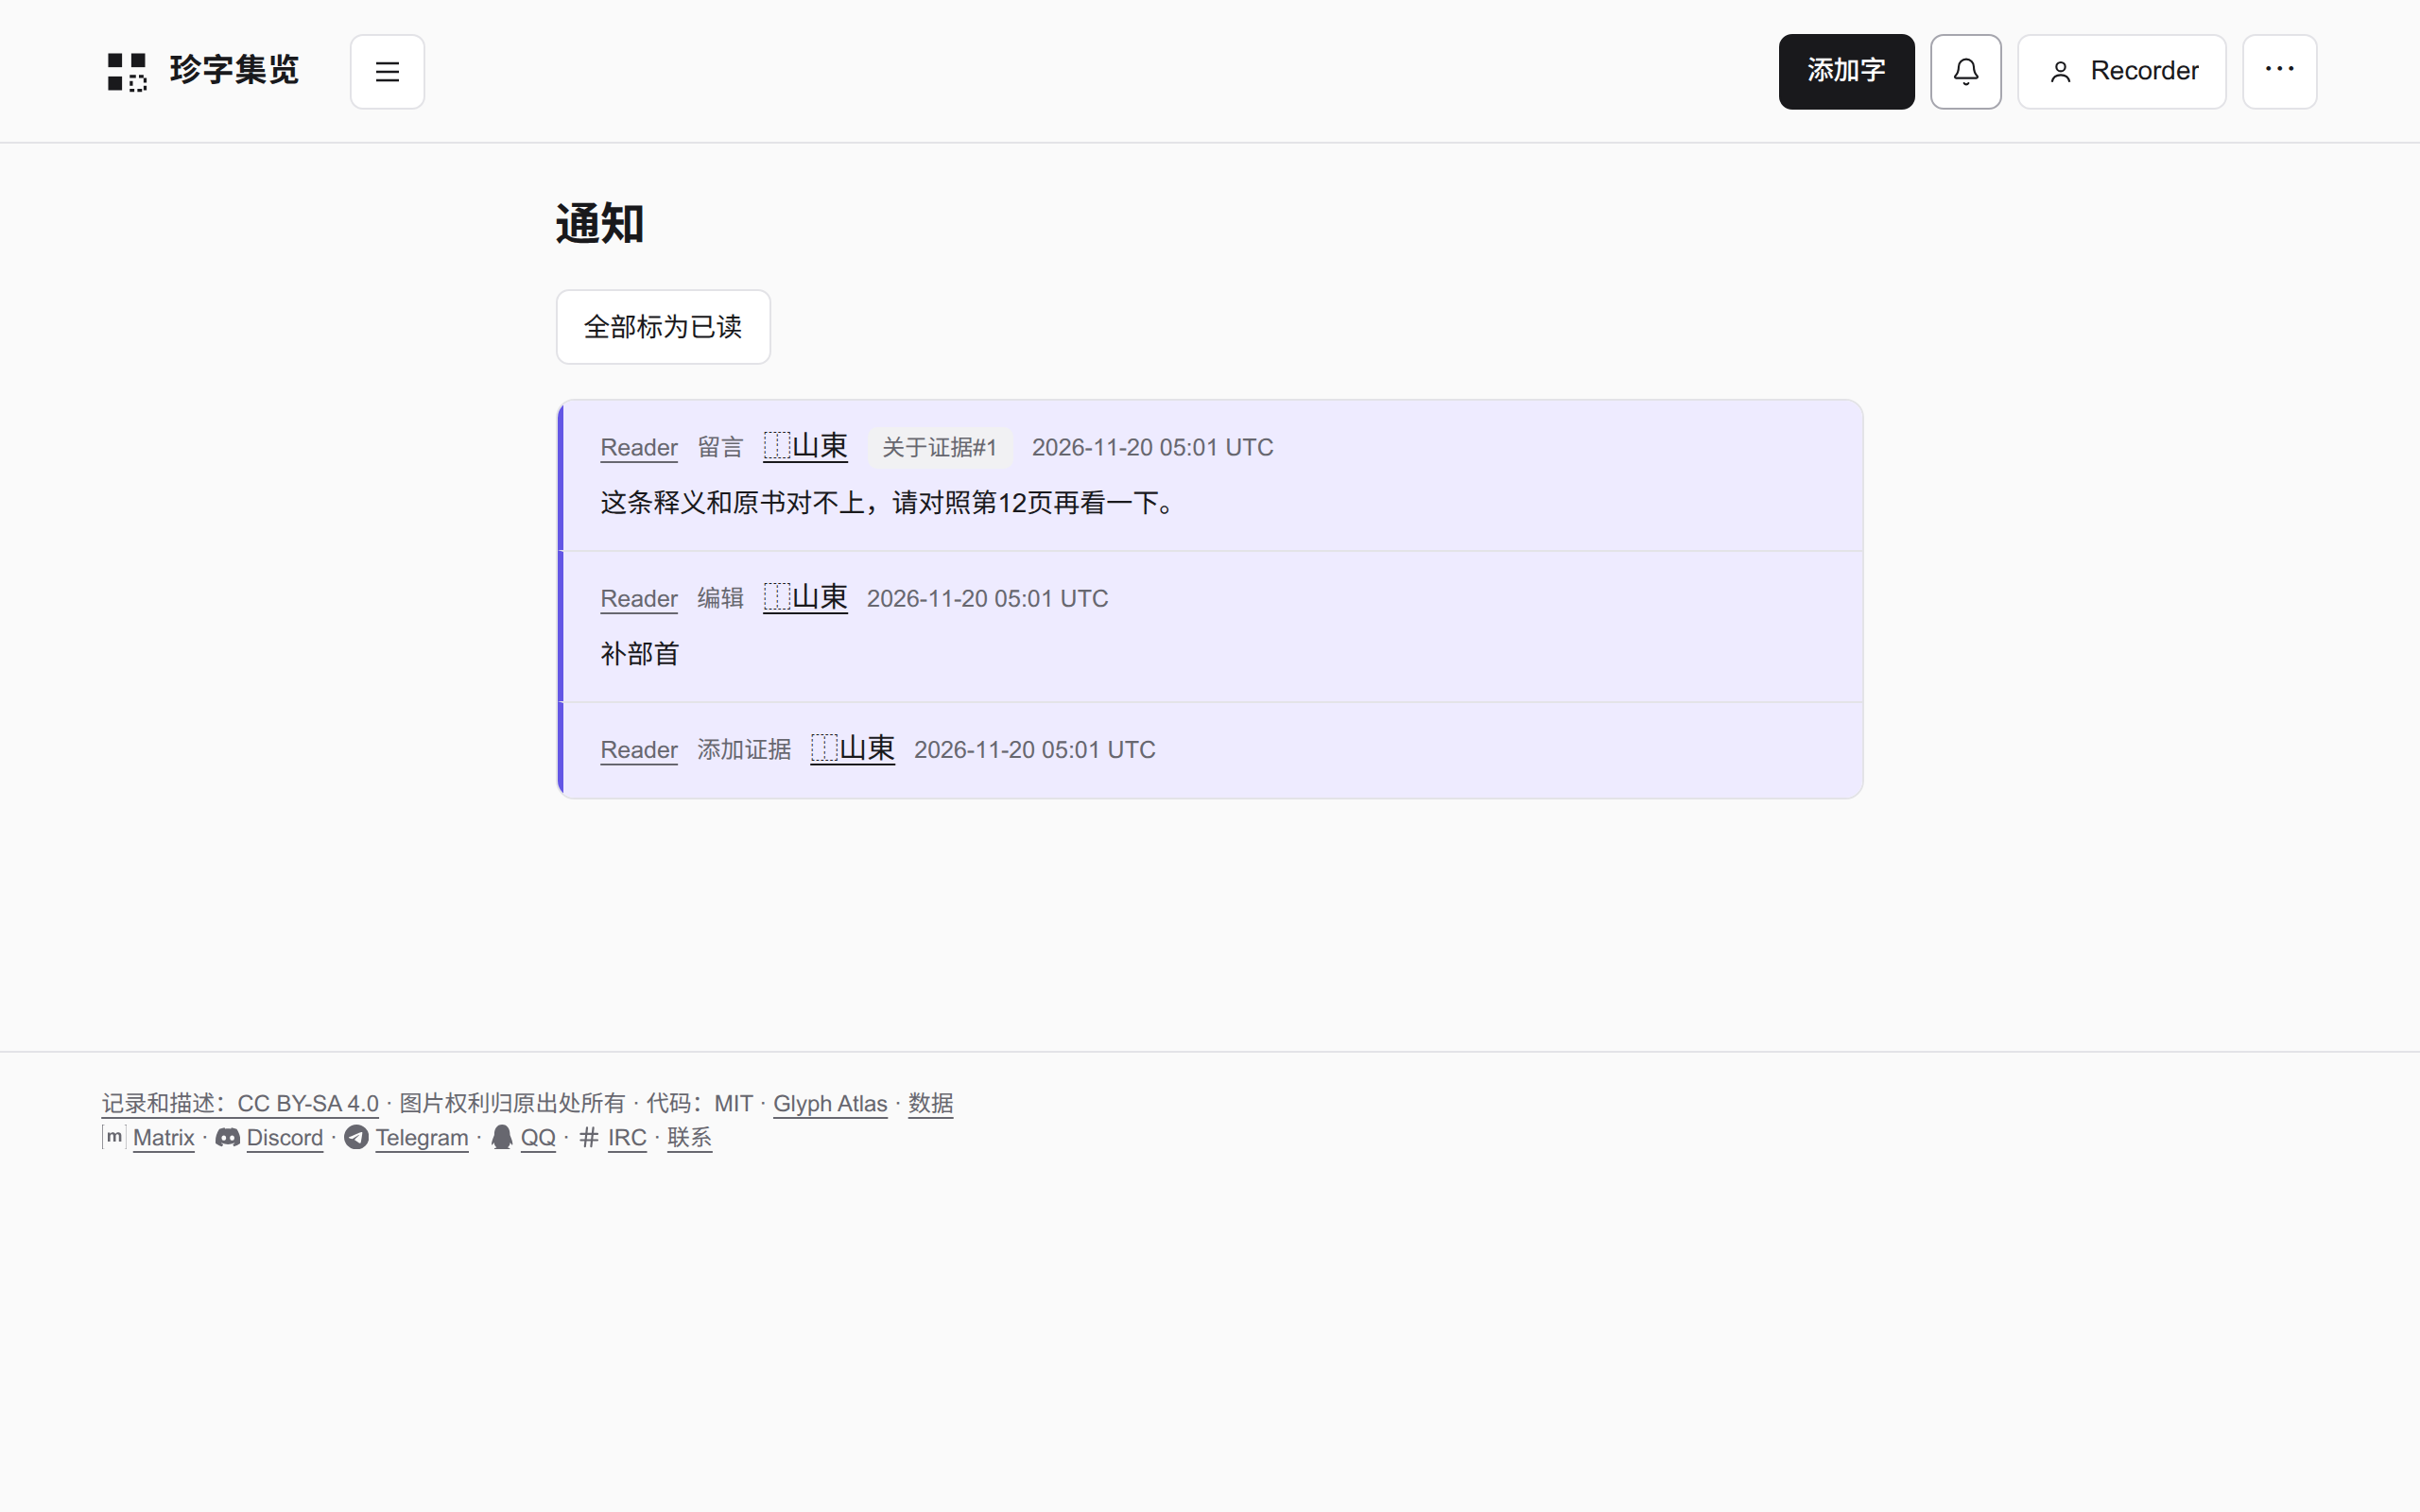 珍字集览
添加字
Recorder
通知
全部标为已读
Reader 留言 ⿰山東 关于证据#1 2026-11-20 05:01 UTC
这条释义和原书对不上，请对照第12页再看一下。
Reader 编辑 ⿰山東 2026-11-20 05:01 UTC
补部首
Reader 添加证据 ⿰山東 2026-11-20 05:01 UTC
记录和描述：CC BY-SA 4.0 · 图片权利归原出处所有 · 代码：MIT · Glyph Atlas · 数据
[m] Matrix · Discord · Telegram · QQ · # IRC · 联系